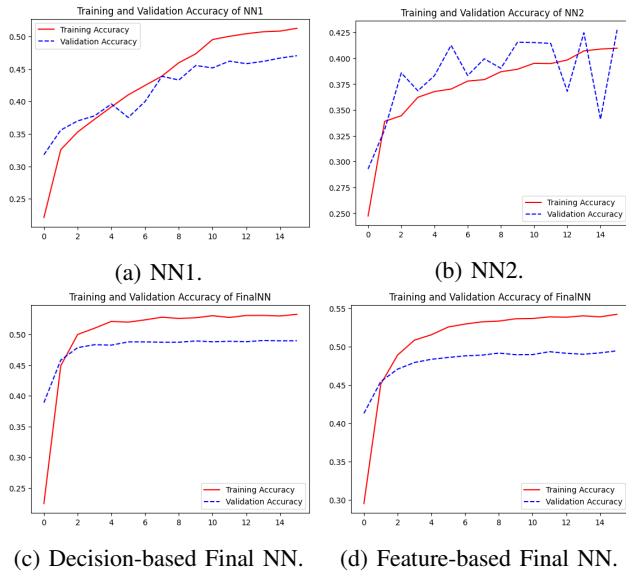 Training and Validation Accuracy of NN1
Training Accuracy
Validation Accuracy
0.50
0.45
0.40
0.35
0.30
0.25
0 2 4 6 8 10 12 14
(a) NN1.
Training and Validation Accuracy of NN2
0.425
0.400
0.375
0.350
0.325
0.300
0.275
0.250
Training Accuracy
Validation Accuracy
0 2 4 6 8 10 12 14
(b) NN2.
Training and Validation Accuracy of FinalNN
0.50
0.45
0.40
0.35
0.30
0.25
Training Accuracy
Validation Accuracy
0 2 4 6 8 10 12 14
(c) Decision-based Final NN.
Training and Validation Accuracy of FinalNN
0.55
0.50
0.45
0.40
0.35
0.30
Training Accuracy
Validation Accuracy
0 2 4 6 8 10 12 14
(d) Feature-based Final NN.